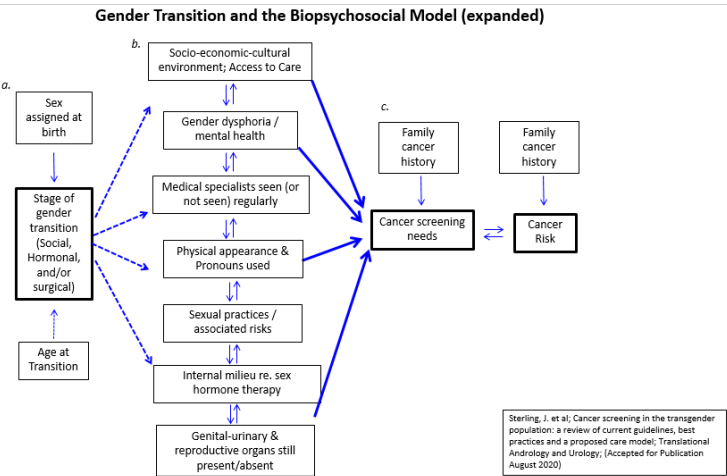 Gender Transition and the Biopsychosocial Model (expanded)
a.
Sex
assigned at
birth
Stage of
gender
transition
(Social,
Hormonal,
and/or
surgical)
Age at
Transition
b.
Socio-economic-cultural
environment; Access to Care
Gender dysphoria /
mental health
Medical specialists seen (or
not seen) regularly
Physical appearance &
Pronouns used
Sexual practices /
associated risks
Internal milieu re. sex
hormone therapy
Genital-urinary &
reproductive organs still
present/absent
c.
Family
cancer
history
Family
cancer
history
Cancer screening
needs
Cancer
Risk
Sterling, J. et al; Cancer screening in the transgender
population: a review of current guidelines, best
practices and a proposed care model; Translational
Andrology and Urology; (Accepted for Publication
August 2020)